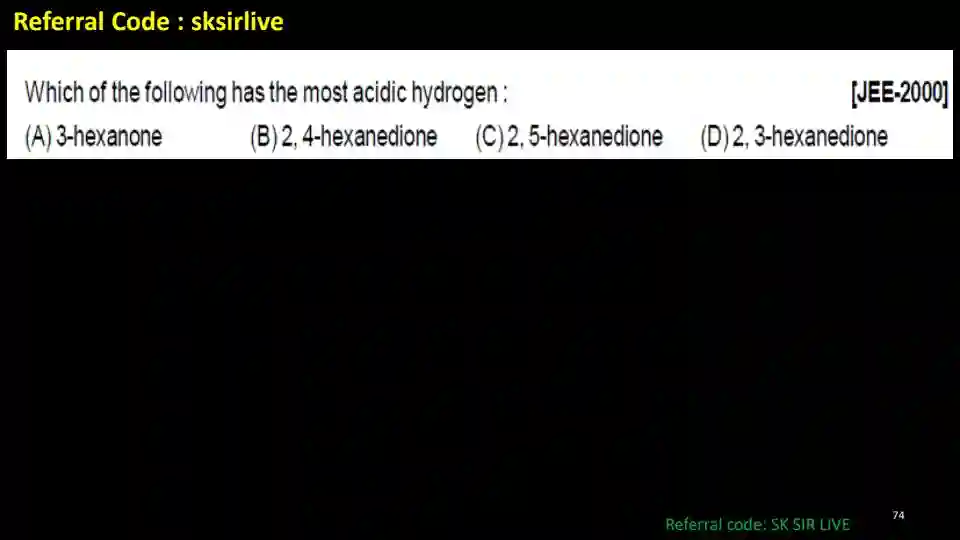 Referral Code : sksirlive
Which of the following has the most acidic hydrogen : [JEE-2000]
(A) 3-hexanone (B) 2, 4-hexanedione (C) 2, 5-hexanedione (D) 2, 3-hexanedione
Referral code: SK SIR LIVE 74